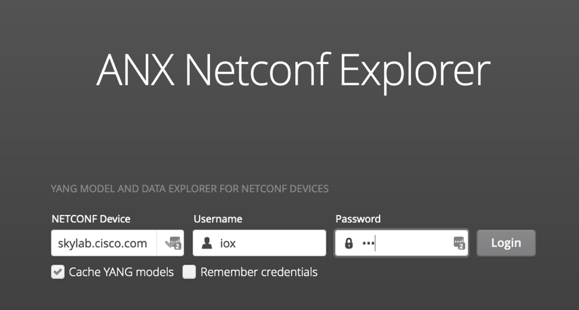 ANX Netconf Explorer
YANG MODEL AND DATA EXPLORER FOR NETCONF DEVICES
NETCONF Device Username Password
skylab.cisco.com iox ••• Login
Cache YANG models Remember credentials